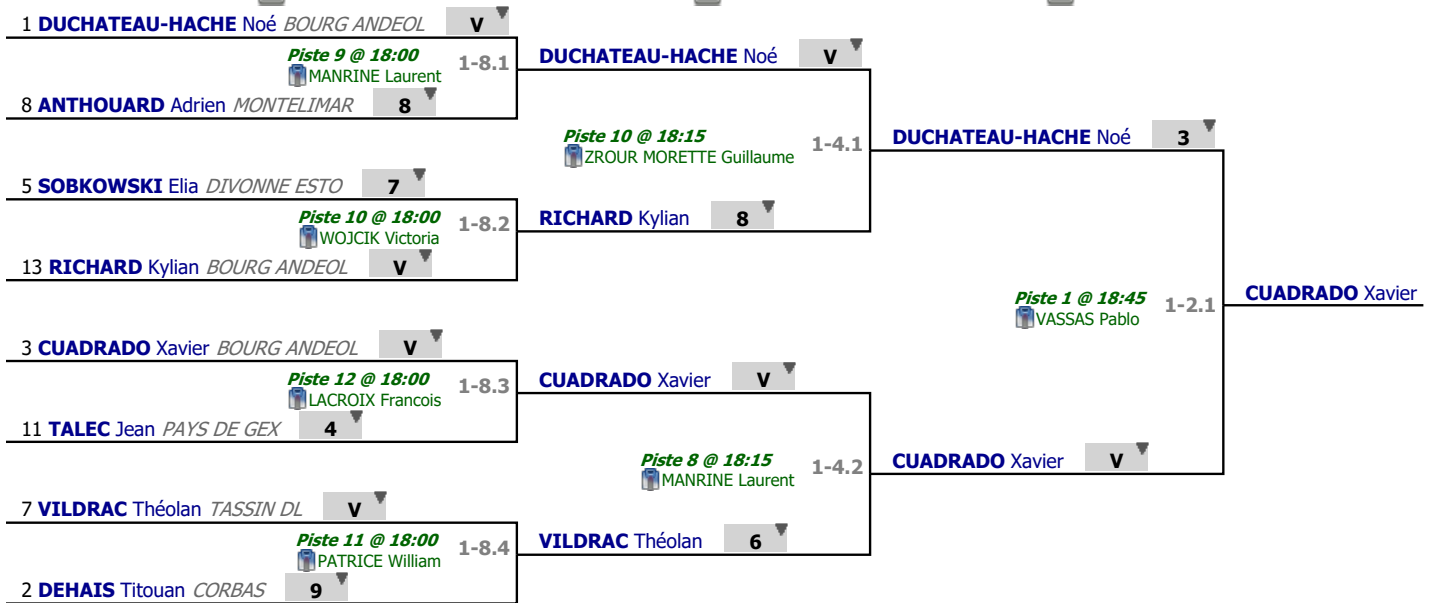 1 DUCHATEAU-HACHE Noé BOURG ANDEOL V
Piste 9 @ 18:00
MANRINE Laurent
1-8.1
8 ANTHOUARD Adrien MONTELIMAR 8
DUCHATEAU-HACHE Noé V
Piste 10 @ 18:15
ZROUR MORETTE Guillaume
1-4.1
DUCHATEAU-HACHE Noé 3
5 SOBKOWSKI Elia DIVONNE ESTO 7
Piste 10 @ 18:00
WOJCIK Victoria
1-8.2
RICHARD Kylian 8
13 RICHARD Kylian BOURG ANDEOL V
Piste 1 @ 18:45
VASSAS Pablo
1-2.1
CUADRADO Xavier
3 CUADRADO Xavier BOURG ANDEOL V
Piste 12 @ 18:00
LACROIX Francois
1-8.3
CUADRADO Xavier V
11 TALEC Jean PAYS DE GEX 4
Piste 8 @ 18:15
MANRINE Laurent
1-4.2
CUADRADO Xavier V
7 VILDRAC Théolan TASSIN DL V
Piste 11 @ 18:00
PATRICE William
1-8.4
VILDRAC Théolan 6
2 DEHAIS Titouan CORBAS 9